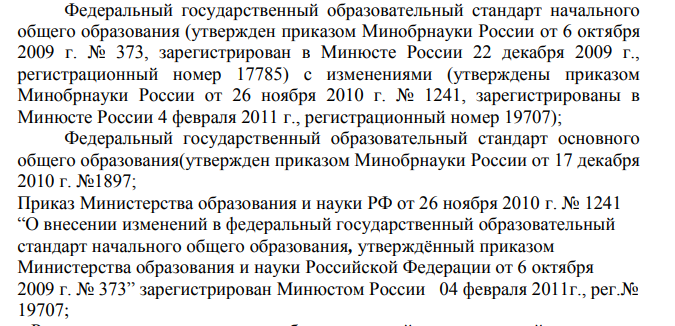 Федеральный государственный образовательный стандарт начального
общего образования (утвержден приказом Минобрнауки России от 6 октября
2009 г. № 373, зарегистрирован в Минюсте России 22 декабря 2009 г.,
регистрационный номер 17785) с изменениями (утверждены приказом
Минобрнауки России от 26 ноября 2010 г. № 1241, зарегистрированы в
Минюсте России 4 февраля 2011 г., регистрационный номер 19707);
Федеральный государственный образовательный стандарт основного
общего образования(утвержден приказом Минобрнауки России от 17 декабря
2010 г. №1897;
Приказ Министерства образования и науки РФ от 26 ноября 2010 г. № 1241
“О внесении изменений в федеральный государственный образовательный
стандарт начального общего образования, утверждённый приказом
Министерства образования и науки Российской Федерации от 6 октября
2009 г. № 373” зарегистрирован Минюстом России 04 февраля 2011г., рег.№
19707;